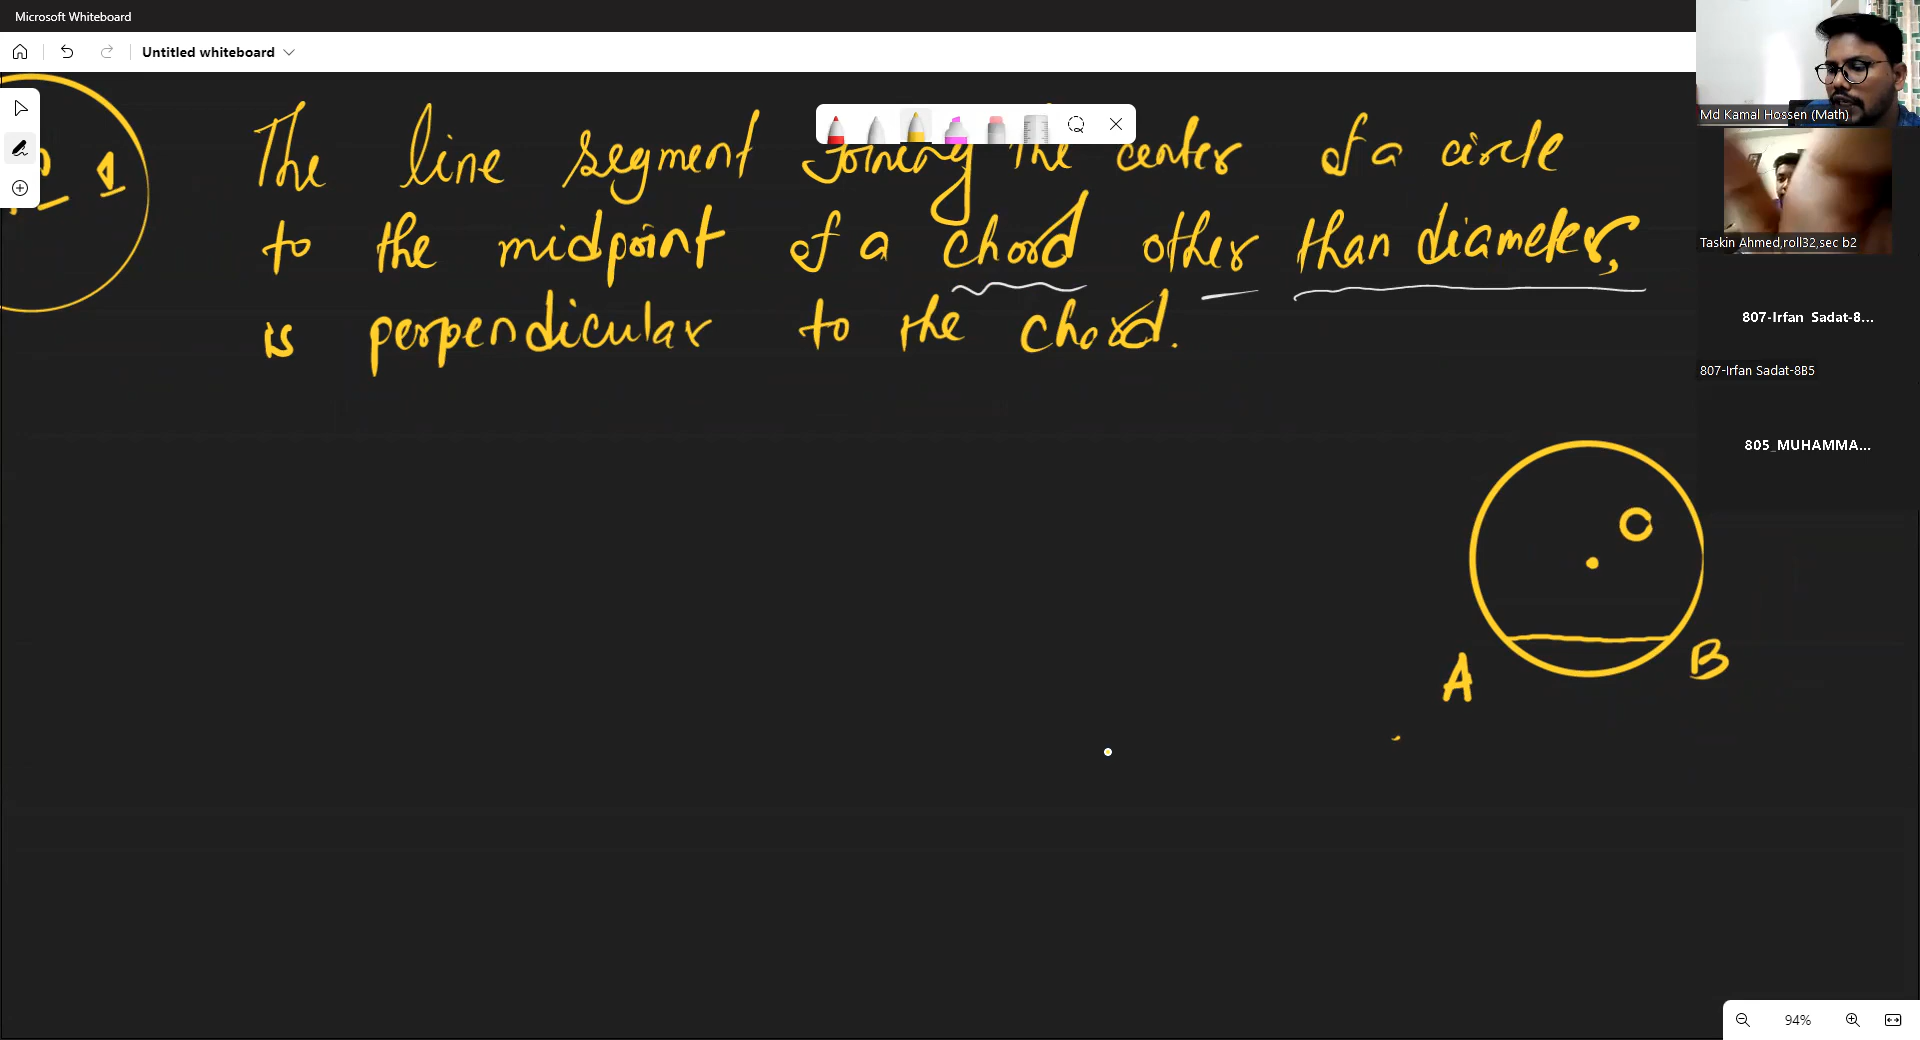 Microsoft Whiteboard
Untitled whiteboard
1
The line segment joining the center of a circle
to the midpoint of a chord other than diameter,
is perpendicular to the chord.
O
A
B
Md Kamal Hossen (Math)
Taskin Ahmed,roll32,sec b2
807-Irfan Sadat-8...
807-Irfan Sadat-8B5
805_MUHAMMA...
94%